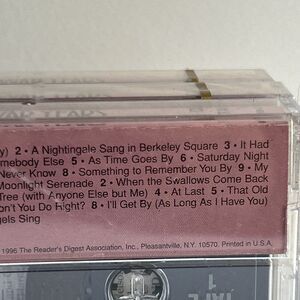 y) 2 • A Nightingale Sang in Berkeley Square 3 • It Had
mebody Else 5 • As Time Goes By 6 • Saturday Night
Never Know 8 • Something to Remember You By 9 • My
Moonlight Serenade 2 • When the Swallows Come Back
Tree (with Anyone Else but Me) 4 • At Last 5 • That Old
on't You Do Right? 8 • I'll Get By (As Long As I Have You)
gels Sing
1996 The Reader's Digest Association, Inc., Pleasantville, N.Y. 10570. Printed in U.S.A.